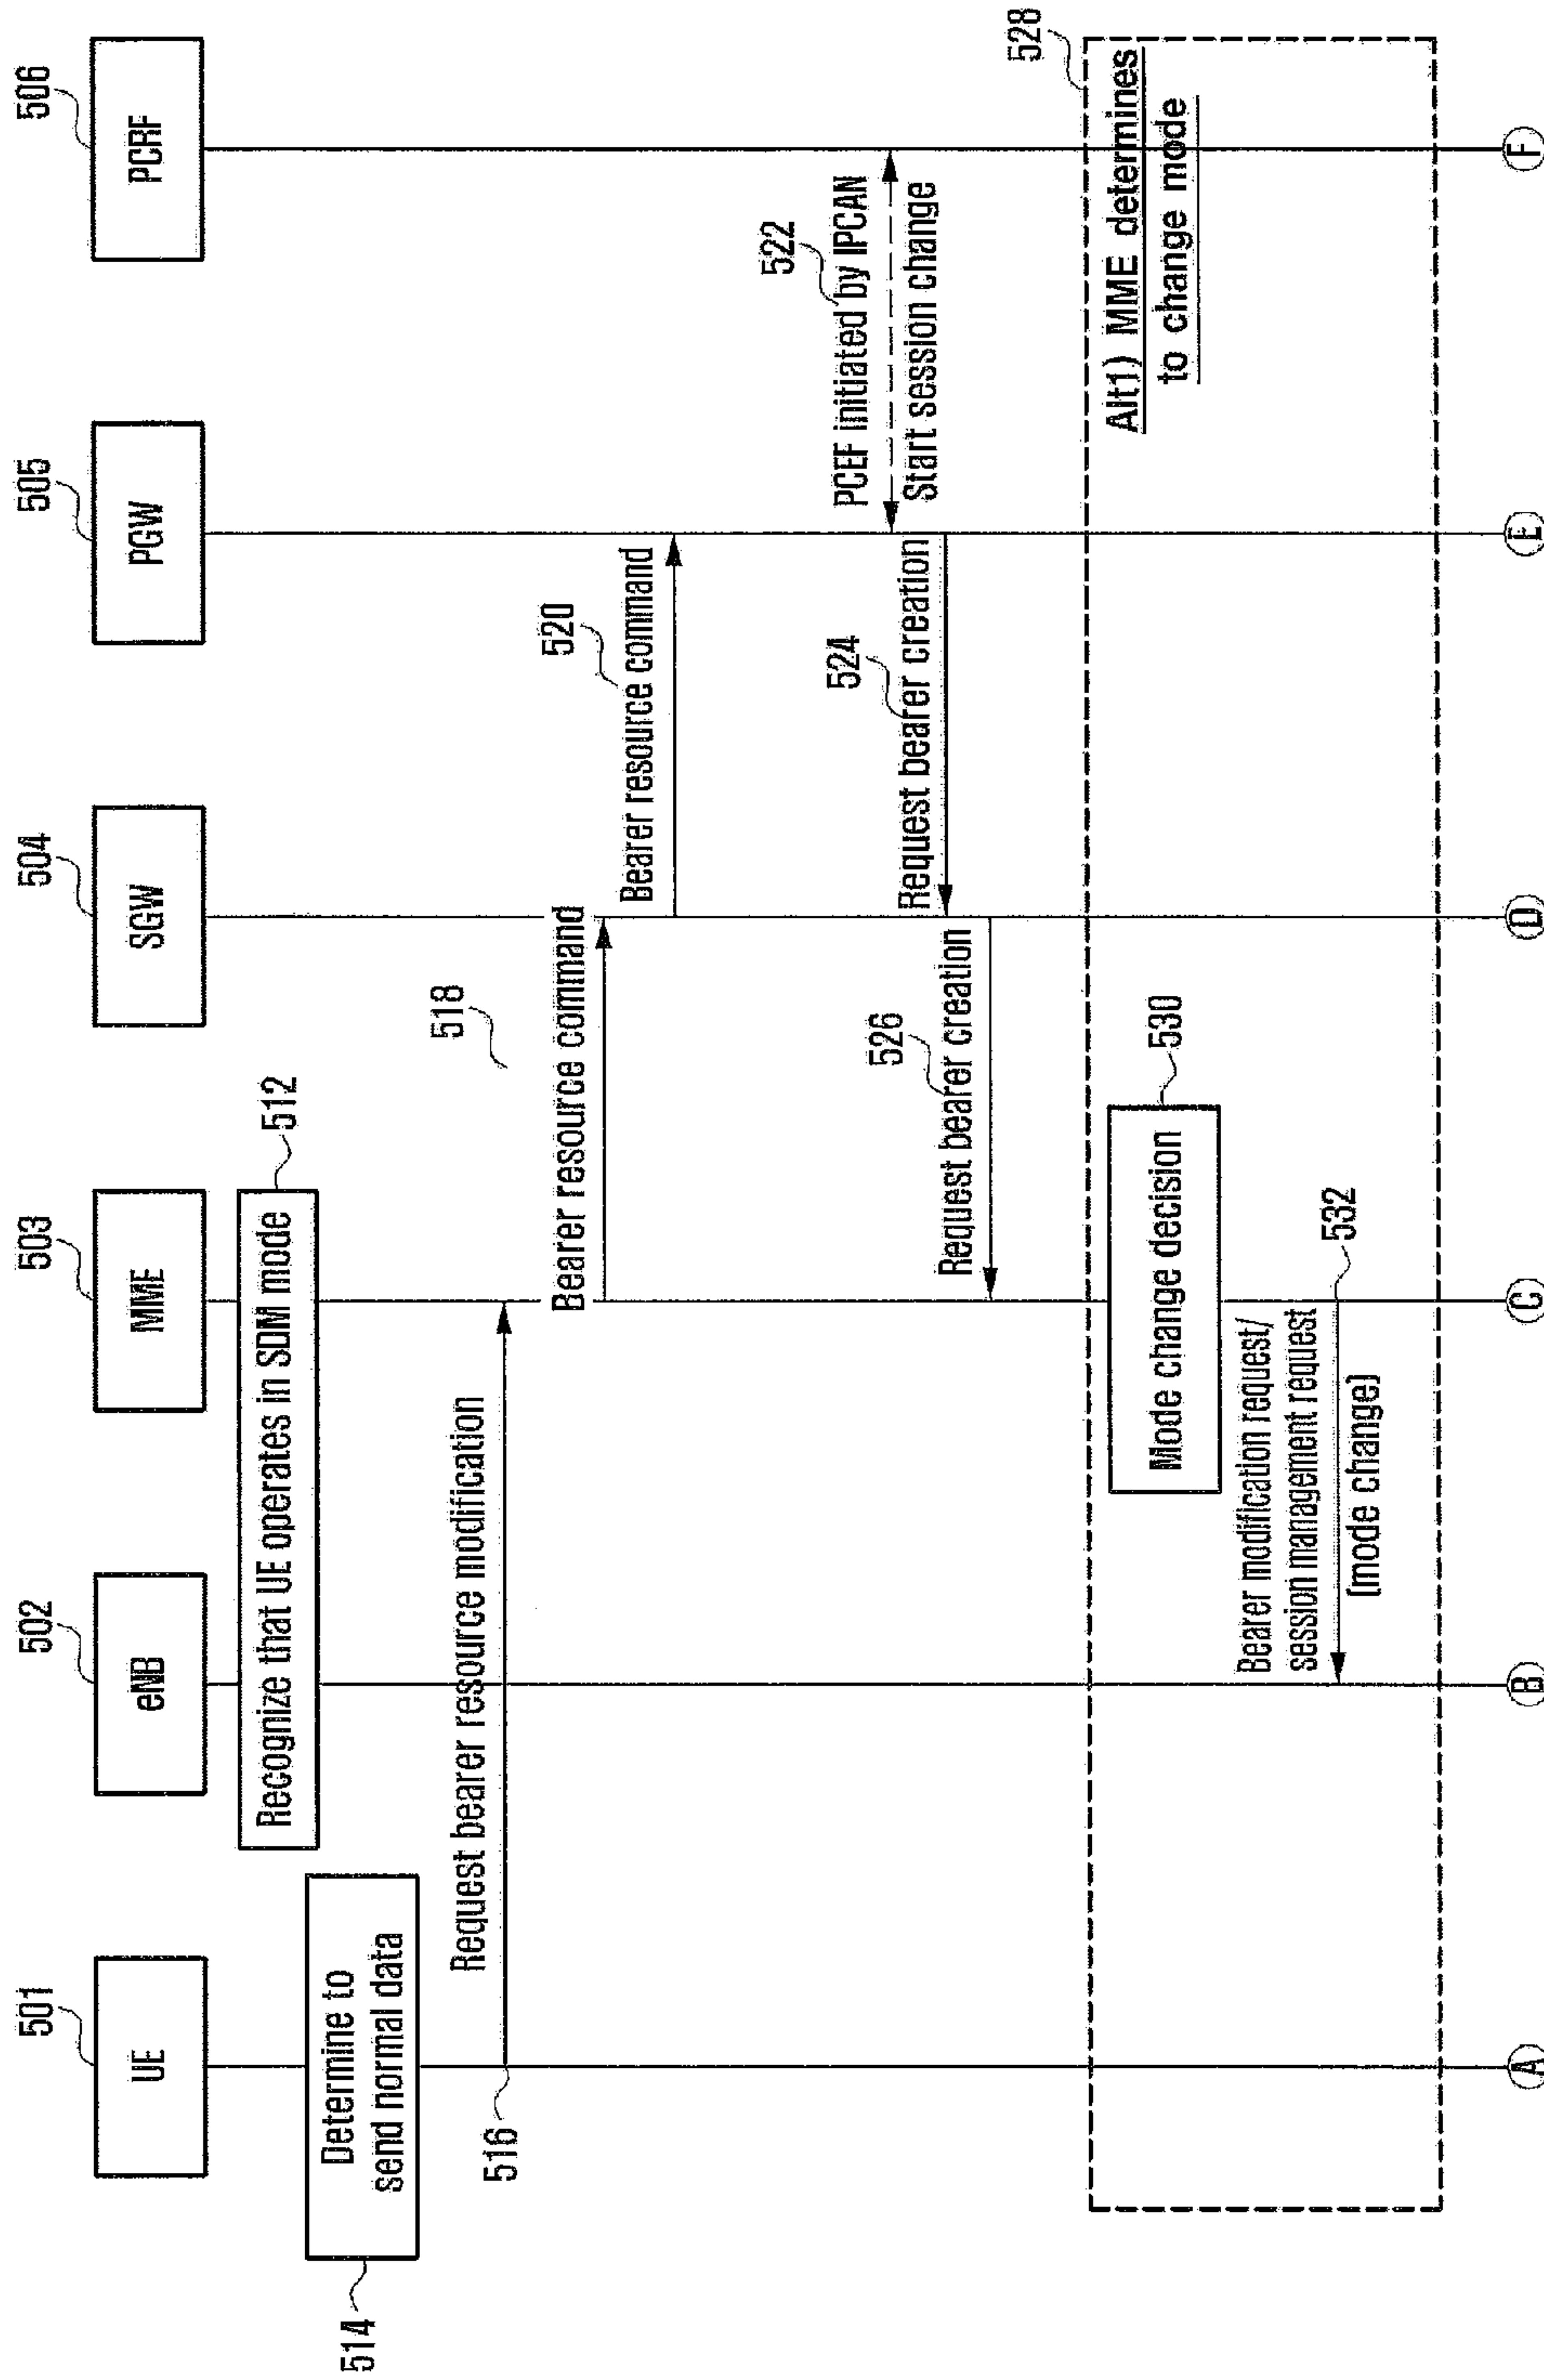 501
502
503
504
505
506
UE
eNB
MME
SGW
PGW
PCRF
512
Recognize that UE operates in SDM mode
514
Determine to
send normal data
Request bearer resource modification
516
518
Bearer resource command
520
Bearer resource command
522
PCEF initiated by IPCAN
Start session change
524
Request bearer creation
526
Request bearer creation
528
Alt1) MME determines
to change mode
530
Mode change decision
Bearer modification request/
session management request
532
(mode change)
A
B
C
D
E
F